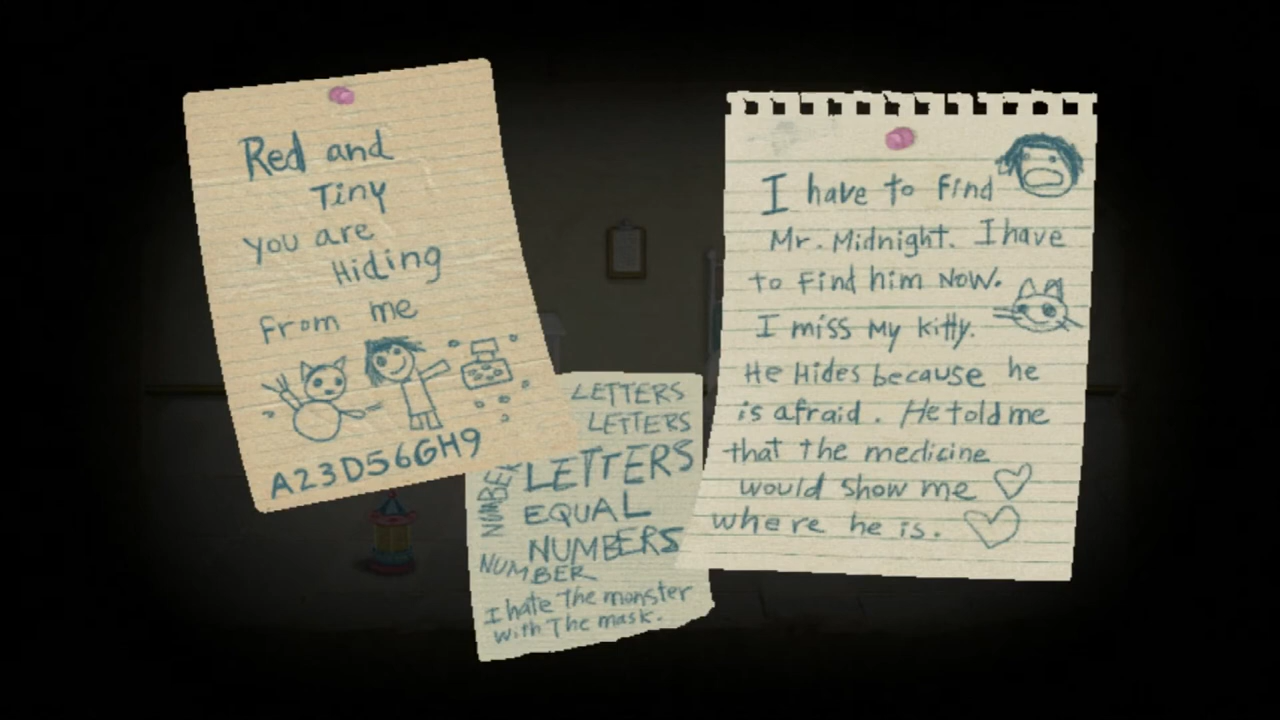 Red and
Tiny
you are
Hiding
From me
A23D56GH9
LETTERS
LETTERS
LETTERS
EQUAL
NUMBERS
NUMBER
NUMBER
I hate The monster
with The mask.
I have to Find
Mr. Midnight. I have
to Find him NOW.
I miss My kitty.
He Hides because he
is afraid. He told me
that the medicine
would show me
where he is.